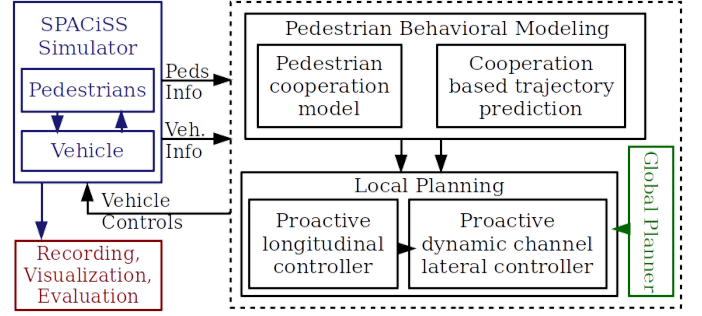 SPACiSS
Simulator
Pedestrians
Vehicle
Peds
Info
Veh.
Info
Vehicle
Controls
Recording,
Visualization,
Evaluation
Pedestrian Behavioral Modeling
Pedestrian
cooperation
model
Cooperation
based trajectory
prediction
Local Planning
Proactive
longitudinal
controller
Proactive
dynamic channel
lateral controller
Global Planner